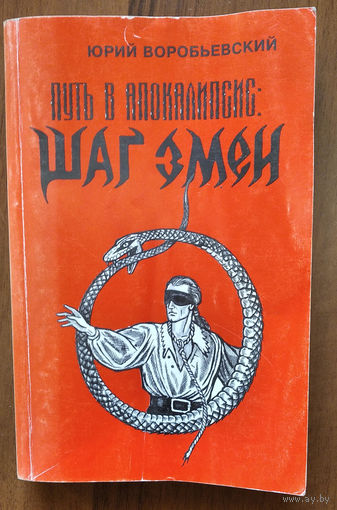 ЮРИЙ ВОРОБЬЕВСКИЙ
ПУТЬ В АПОКАЛИПСИС:
ШАГ ЗМЕИ
www.ay.by